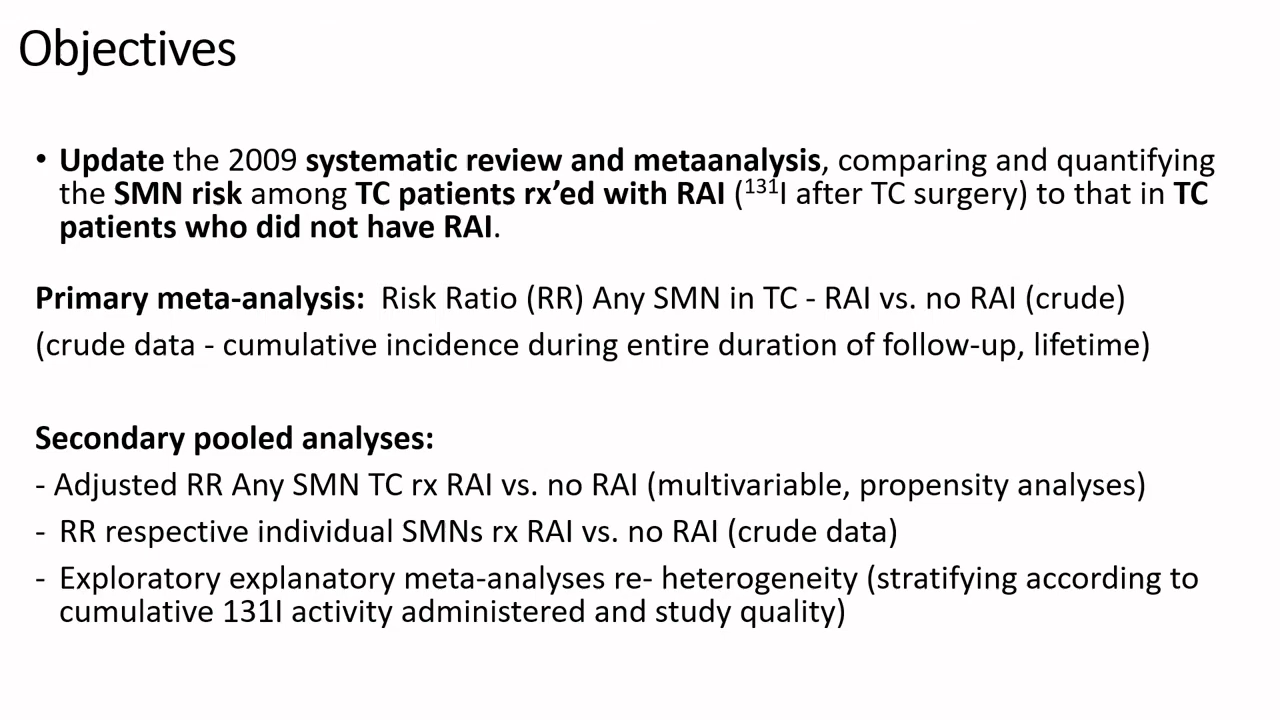 Objectives
• Update the 2009 systematic review and metaanalysis, comparing and quantifying
the SMN risk among TC patients rx’ed with RAI (¹³¹I after TC surgery) to that in TC
patients who did not have RAI.
Primary meta-analysis:  Risk Ratio (RR) Any SMN in TC - RAI vs. no RAI (crude)
(crude data - cumulative incidence during entire duration of follow-up, lifetime)
Secondary pooled analyses:
- Adjusted RR Any SMN TC rx RAI vs. no RAI (multivariable, propensity analyses)
- RR respective individual SMNs rx RAI vs. no RAI (crude data)
- Exploratory explanatory meta-analyses re- heterogeneity (stratifying according to
cumulative 131I activity administered and study quality)